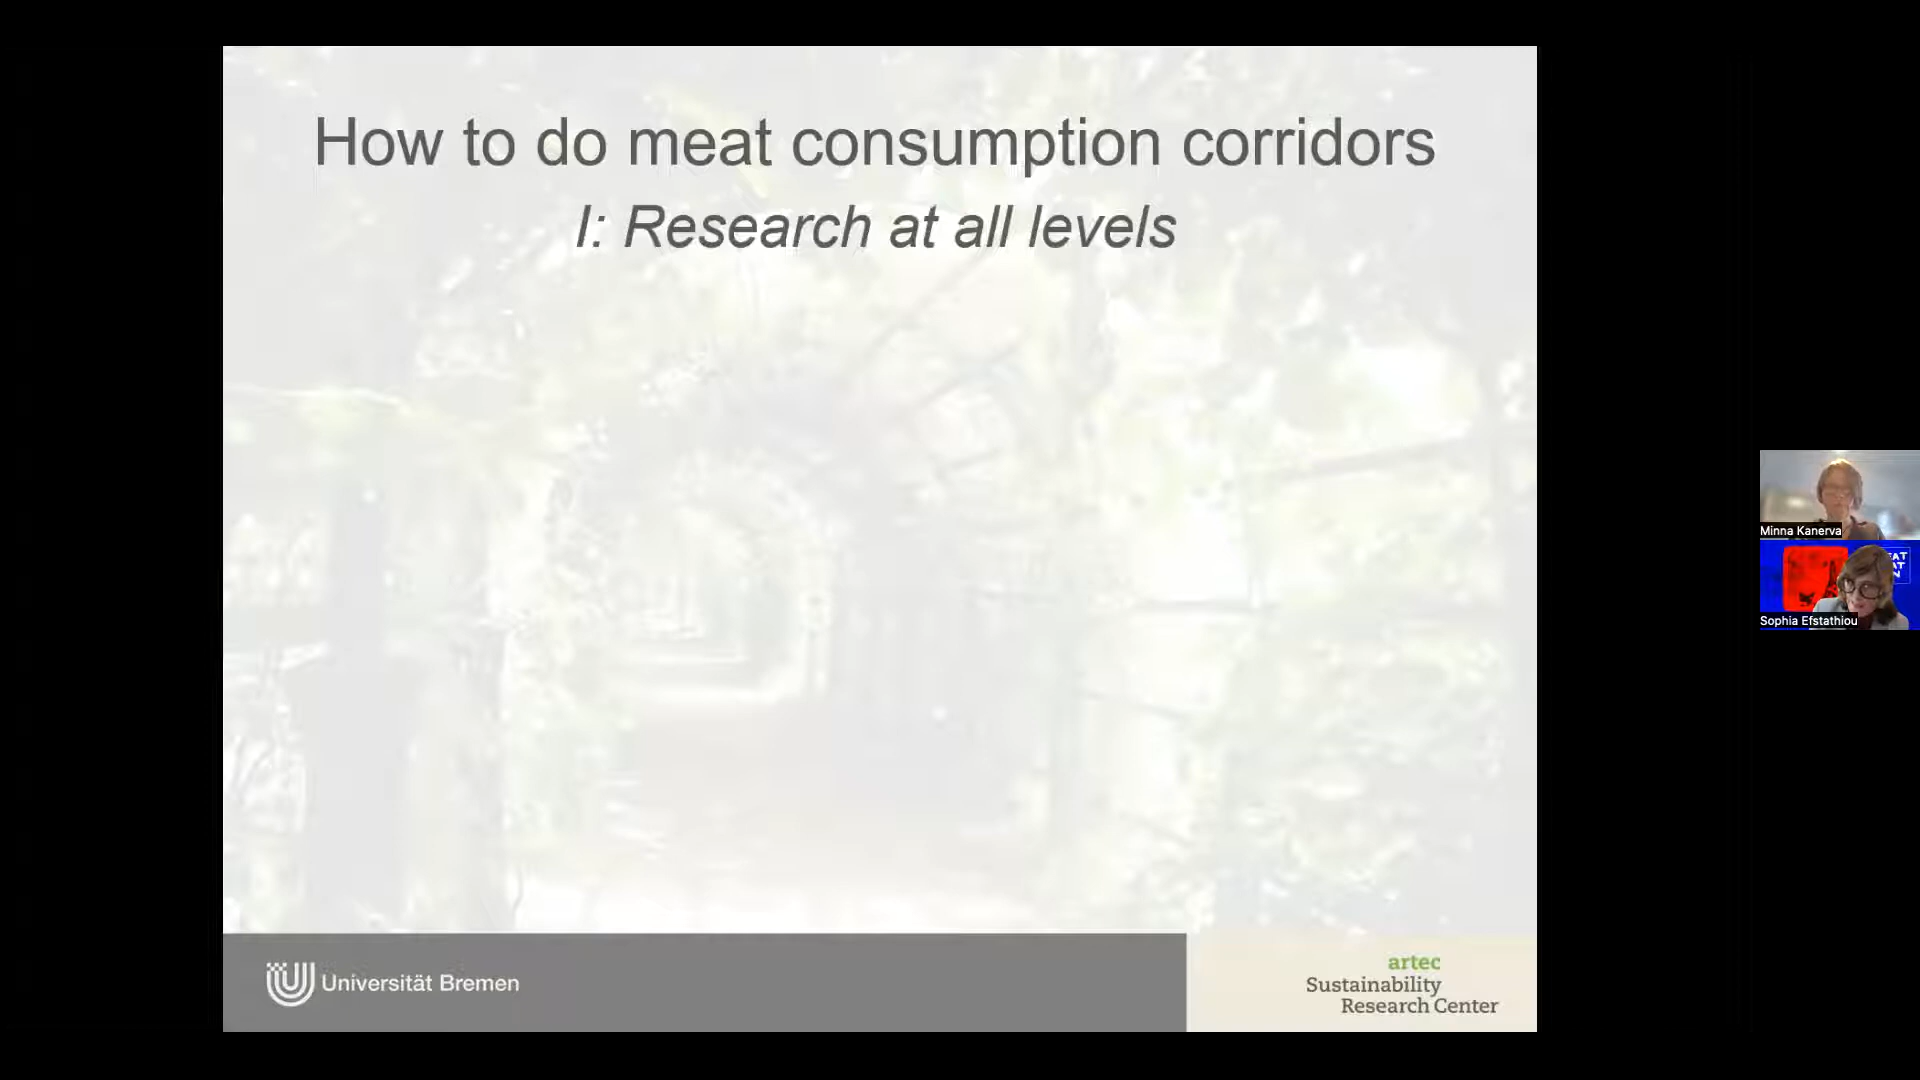 How to do meat consumption corridors
I: Research at all levels
Universität Bremen
artec
Sustainability
Research Center
Minna Kanerva
Sophia Efstathiou